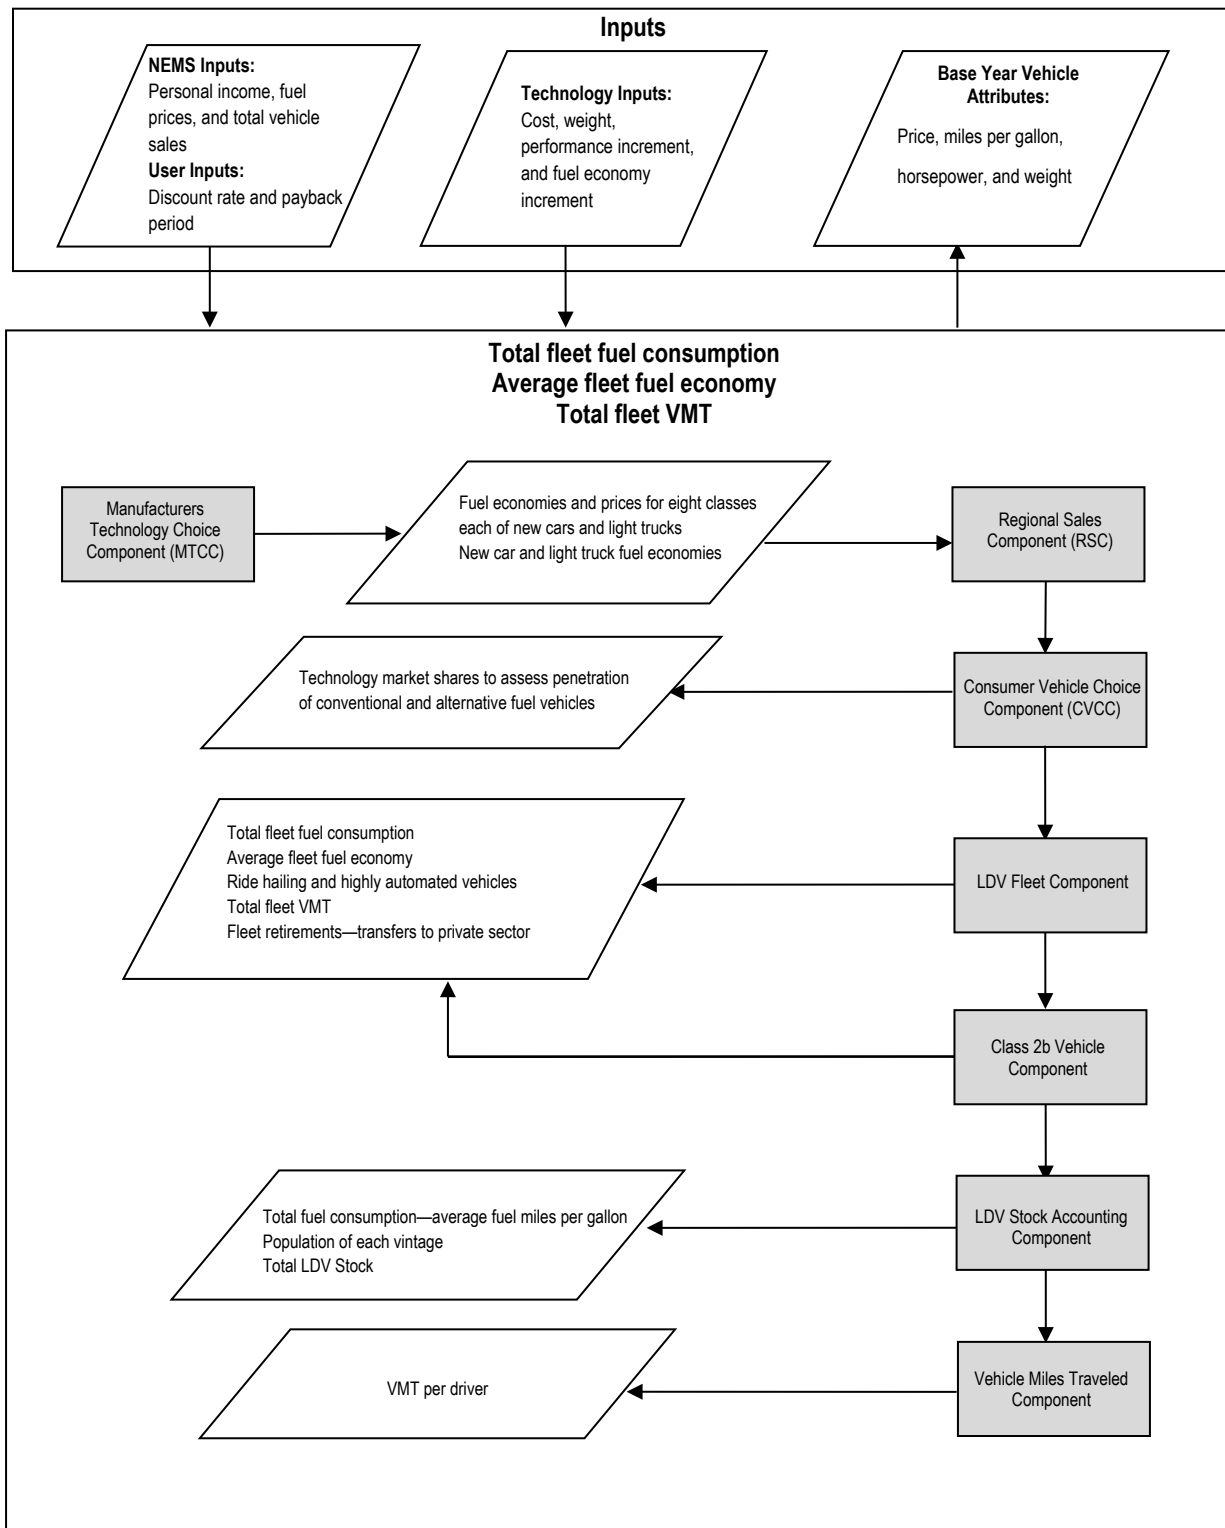 Inputs
NEMS Inputs:
Personal income, fuel
prices, and total vehicle
sales
User Inputs:
Discount rate and payback
period
Technology Inputs:
Cost, weight,
performance increment,
and fuel economy
increment
Base Year Vehicle
Attributes:
Price, miles per gallon,
horsepower, and weight
Total fleet fuel consumption
Average fleet fuel economy
Total fleet VMT
Manufacturers
Technology Choice
Component (MTCC)
Fuel economies and prices for eight classes
each of new cars and light trucks
New car and light truck fuel economies
Regional Sales
Component (RSC)
Technology market shares to assess penetration
of conventional and alternative fuel vehicles
Consumer Vehicle Choice
Component (CVCC)
Total fleet fuel consumption
Average fleet fuel economy
Ride hailing and highly automated vehicles
Total fleet VMT
Fleet retirements—transfers to private sector
LDV Fleet Component
Class 2b Vehicle
Component
Total fuel consumption—average fuel miles per gallon
Population of each vintage
Total LDV Stock
LDV Stock Accounting
Component
VMT per driver
Vehicle Miles Traveled
Component